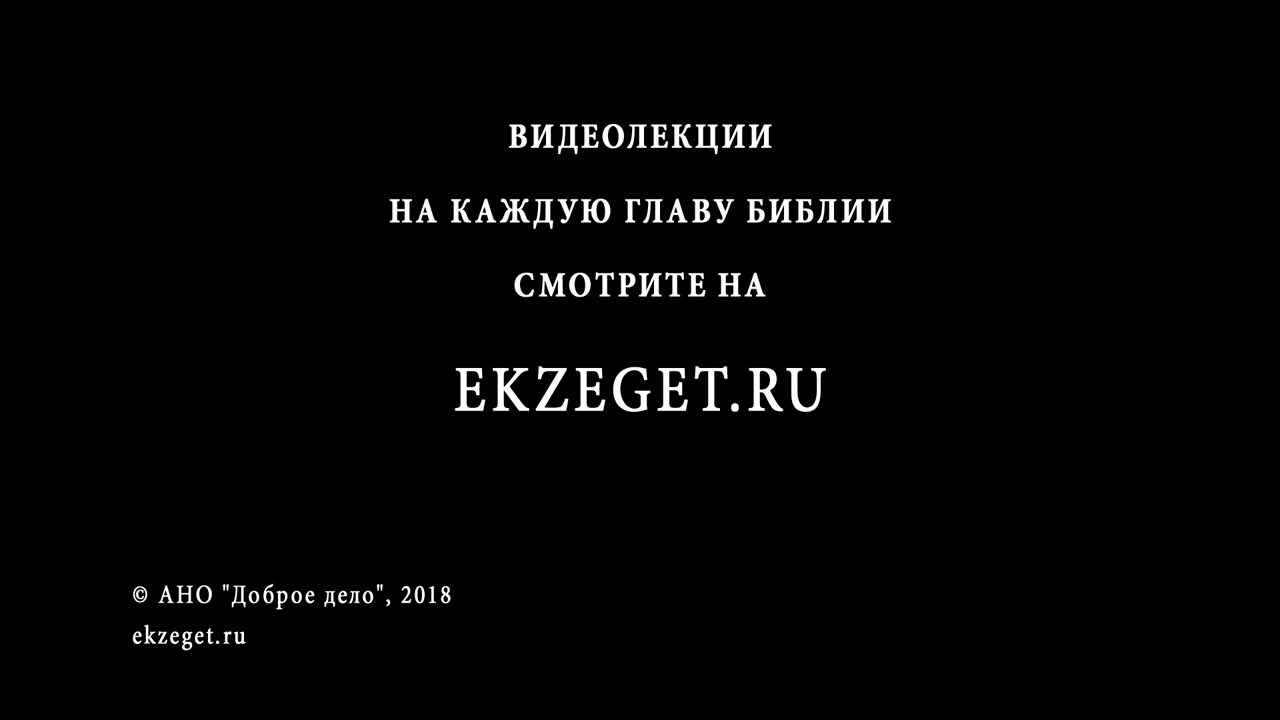 ВИДЕОЛЕКЦИИ
НА КАЖДУЮ ГЛАВУ БИБЛИИ
СМОТРИТЕ НА
EKZEGET.RU
© АНО "Доброе дело", 2018
ekzeget.ru